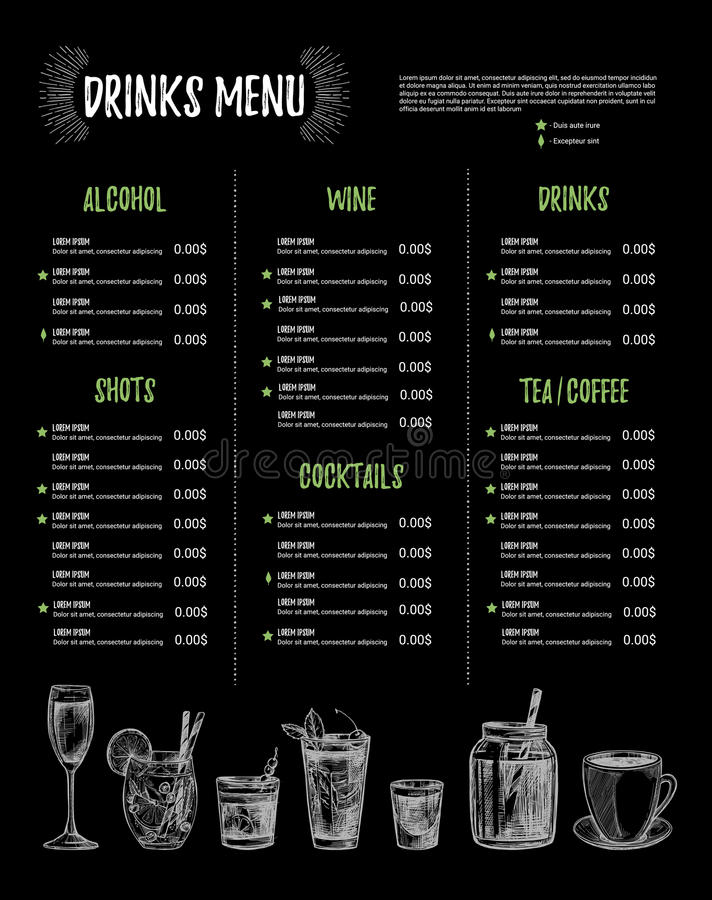 DRINKS MENU
Lorem ipsum dolor sit amet, consectetur adipiscing elit, sed do eiusmod tempor
incididunt ut labore et dolore magna aliqua. Ut enim ad minim veniam, quis nostrud
exercitation ullamco laboris nisi ut aliquip ex ea commodo consequat. Duis aute irure
dolor in reprehenderit in voluptate velit esse cillum dolore eu fugiat nulla pariatur.
Excepteur sint occaecat cupidatat non proident, sunt in culpa qui officia deserunt
mollit anim id est laborum
- Duis aute irure
- Excepteur sint
ALCOHOL
LOREM IPSUM
Dolor sit amet, consectetur adipiscing 0.00$
LOREM IPSUM
Dolor sit amet, consectetur adipiscing 0.00$
LOREM IPSUM
Dolor sit amet, consectetur adipiscing 0.00$
LOREM IPSUM
Dolor sit amet, consectetur adipiscing 0.00$
SHOTS
LOREM IPSUM
Dolor sit amet, consectetur adipiscing 0.00$
LOREM IPSUM
Dolor sit amet, consectetur adipiscing 0.00$
LOREM IPSUM
Dolor sit amet, consectetur adipiscing 0.00$
LOREM IPSUM
Dolor sit amet, consectetur adipiscing 0.00$
LOREM IPSUM
Dolor sit amet, consectetur adipiscing 0.00$
LOREM IPSUM
Dolor sit amet, consectetur adipiscing 0.00$
LOREM IPSUM
Dolor sit amet, consectetur adipiscing 0.00$
LOREM IPSUM
Dolor sit amet, consectetur adipiscing 0.00$
WINE
LOREM IPSUM
Dolor sit amet, consectetur adipiscing 0.00$
LOREM IPSUM
Dolor sit amet, consectetur adipiscing 0.00$
LOREM IPSUM
Dolor sit amet, consectetur adipiscing 0.00$
LOREM IPSUM
Dolor sit amet, consectetur adipiscing 0.00$
LOREM IPSUM
Dolor sit amet, consectetur adipiscing 0.00$
LOREM IPSUM
Dolor sit amet, consectetur adipiscing 0.00$
LOREM IPSUM
Dolor sit amet, consectetur adipiscing 0.00$
COCKTAILS
LOREM IPSUM
Dolor sit amet, consectetur adipiscing 0.00$
LOREM IPSUM
Dolor sit amet, consectetur adipiscing 0.00$
LOREM IPSUM
Dolor sit amet, consectetur adipiscing 0.00$
LOREM IPSUM
Dolor sit amet, consectetur adipiscing 0.00$
LOREM IPSUM
Dolor sit amet, consectetur adipiscing 0.00$
DRINKS
LOREM IPSUM
Dolor sit amet, consectetur adipiscing 0.00$
LOREM IPSUM
Dolor sit amet, consectetur adipiscing 0.00$
LOREM IPSUM
Dolor sit amet, consectetur adipiscing 0.00$
LOREM IPSUM
Dolor sit amet, consectetur adipiscing 0.00$
TEA / COFFEE
LOREM IPSUM
Dolor sit amet, consectetur adipiscing 0.00$
LOREM IPSUM
Dolor sit amet, consectetur adipiscing 0.00$
LOREM IPSUM
Dolor sit amet, consectetur adipiscing 0.00$
LOREM IPSUM
Dolor sit amet, consectetur adipiscing 0.00$
LOREM IPSUM
Dolor sit amet, consectetur adipiscing 0.00$
LOREM IPSUM
Dolor sit amet, consectetur adipiscing 0.00$
LOREM IPSUM
Dolor sit amet, consectetur adipiscing 0.00$
LOREM IPSUM
Dolor sit amet, consectetur adipiscing 0.00$
dreamstime.com